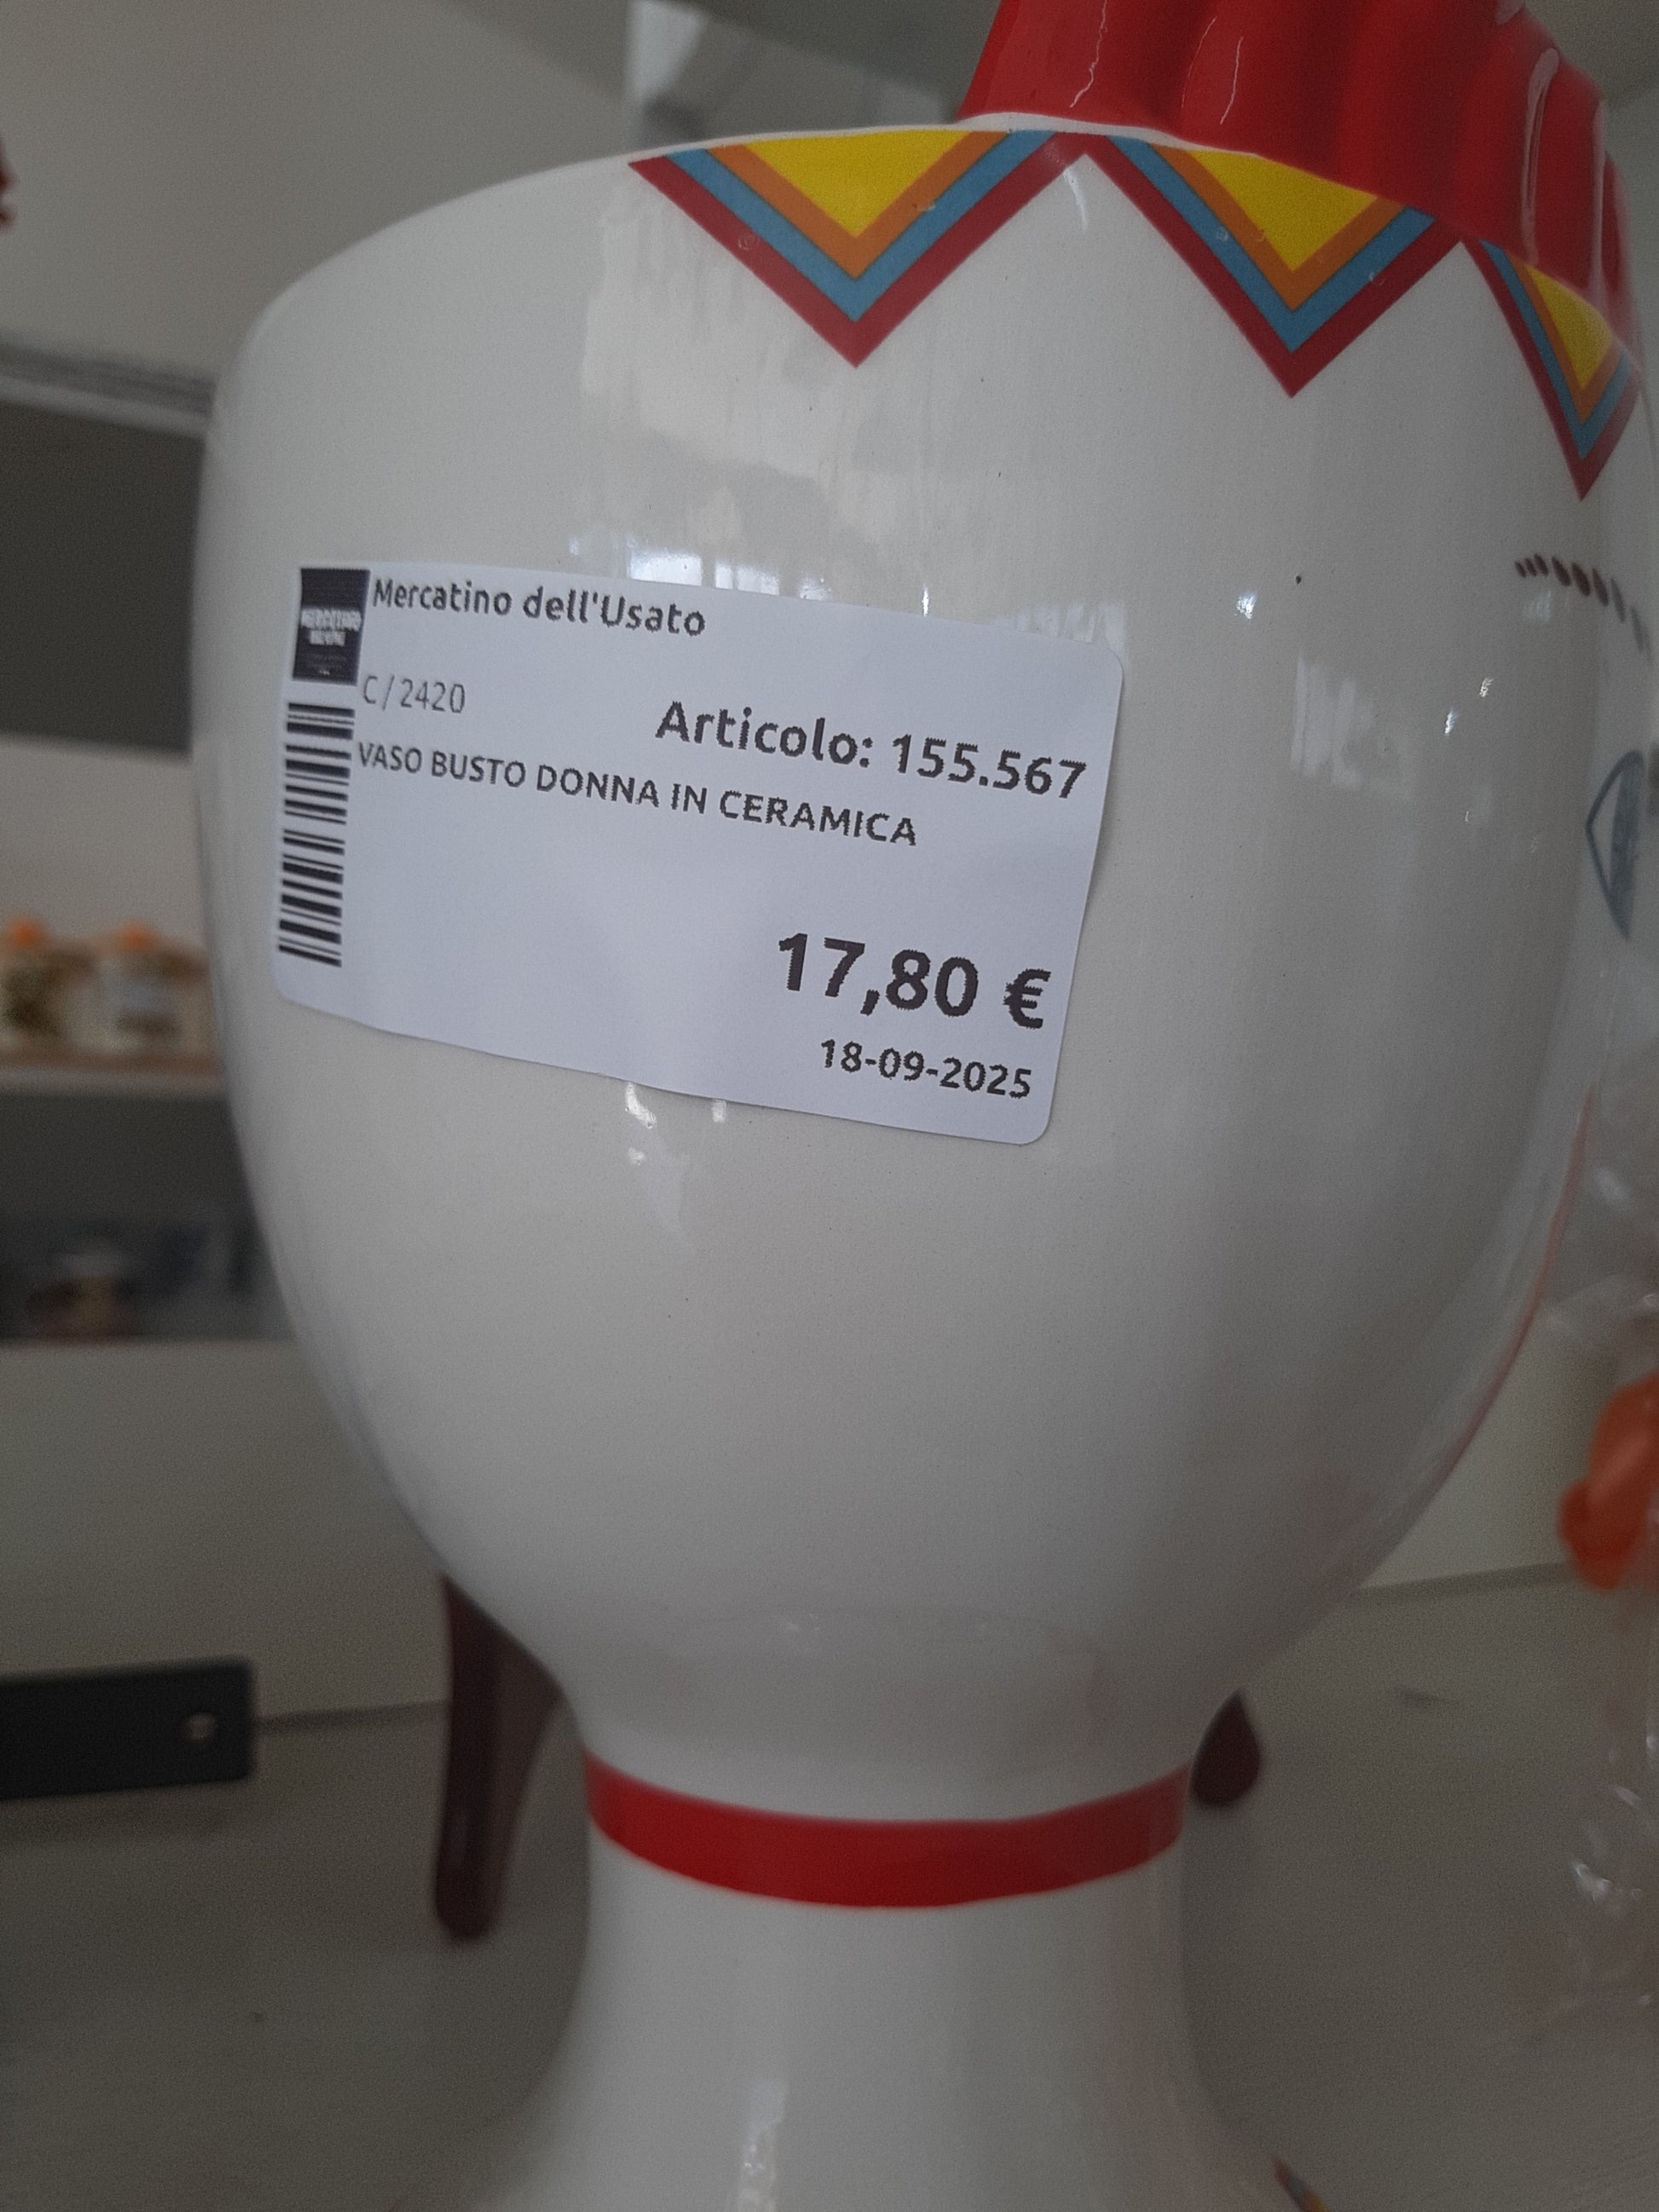 Mercatino dell'Usato
C/2420
Articolo: 155.567
VASO BUSTO DONNA IN CERAMICA
17,80 €
18-09-2025